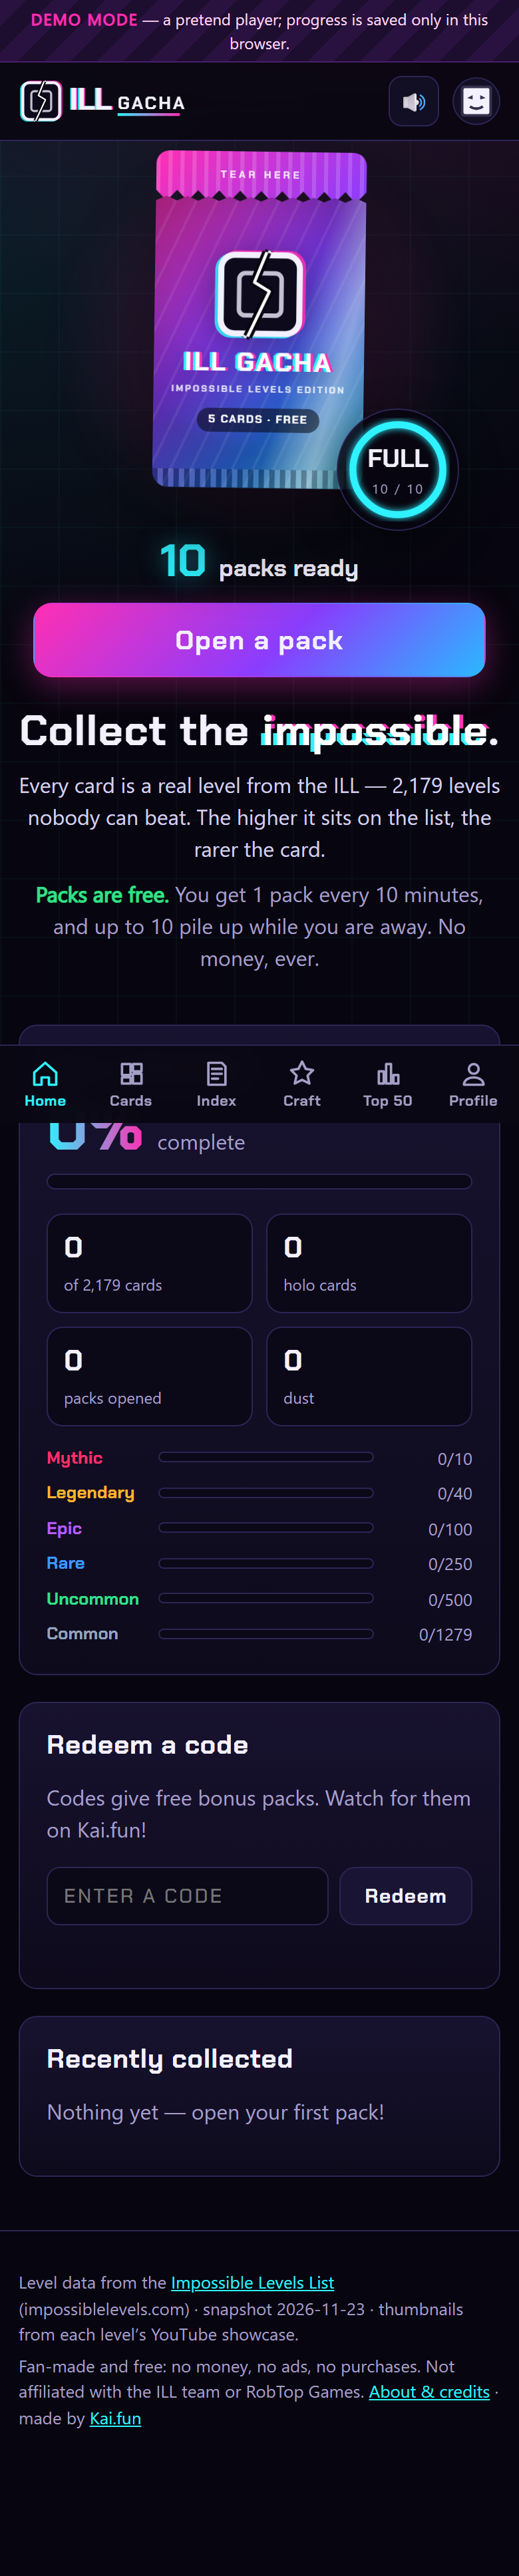 DEMO MODE — a pretend player; progress is saved only in this
browser.
ILL GACHA
TEAR HERE
ILL GACHA
IMPOSSIBLE LEVELS EDITION
5 CARDS · FREE
FULL
10 / 10
10 packs ready
Open a pack
Collect the impossible.
Every card is a real level from the ILL — 2,179 levels
nobody can beat. The higher it sits on the list, the
rarer the card.
Packs are free. You get 1 pack every 10 minutes,
and up to 10 pile up while you are away. No
money, ever.
Home
Cards
Index
Craft
Top 50
Profile
0% complete
0
of 2,179 cards
0
holo cards
0
packs opened
0
dust
Mythic 0/10
Legendary 0/40
Epic 0/100
Rare 0/250
Uncommon 0/500
Common 0/1279
Redeem a code
Codes give free bonus packs. Watch for them
on Kai.fun!
ENTER A CODE
Redeem
Recently collected
Nothing yet — open your first pack!
Level data from the Impossible Levels List
(impossiblelevels.com) · snapshot 2026-11-23 · thumbnails
from each level’s YouTube showcase.
Fan-made and free: no money, no ads, no purchases. Not
affiliated with the ILL team or RobTop Games. About & credits ·
made by Kai.fun